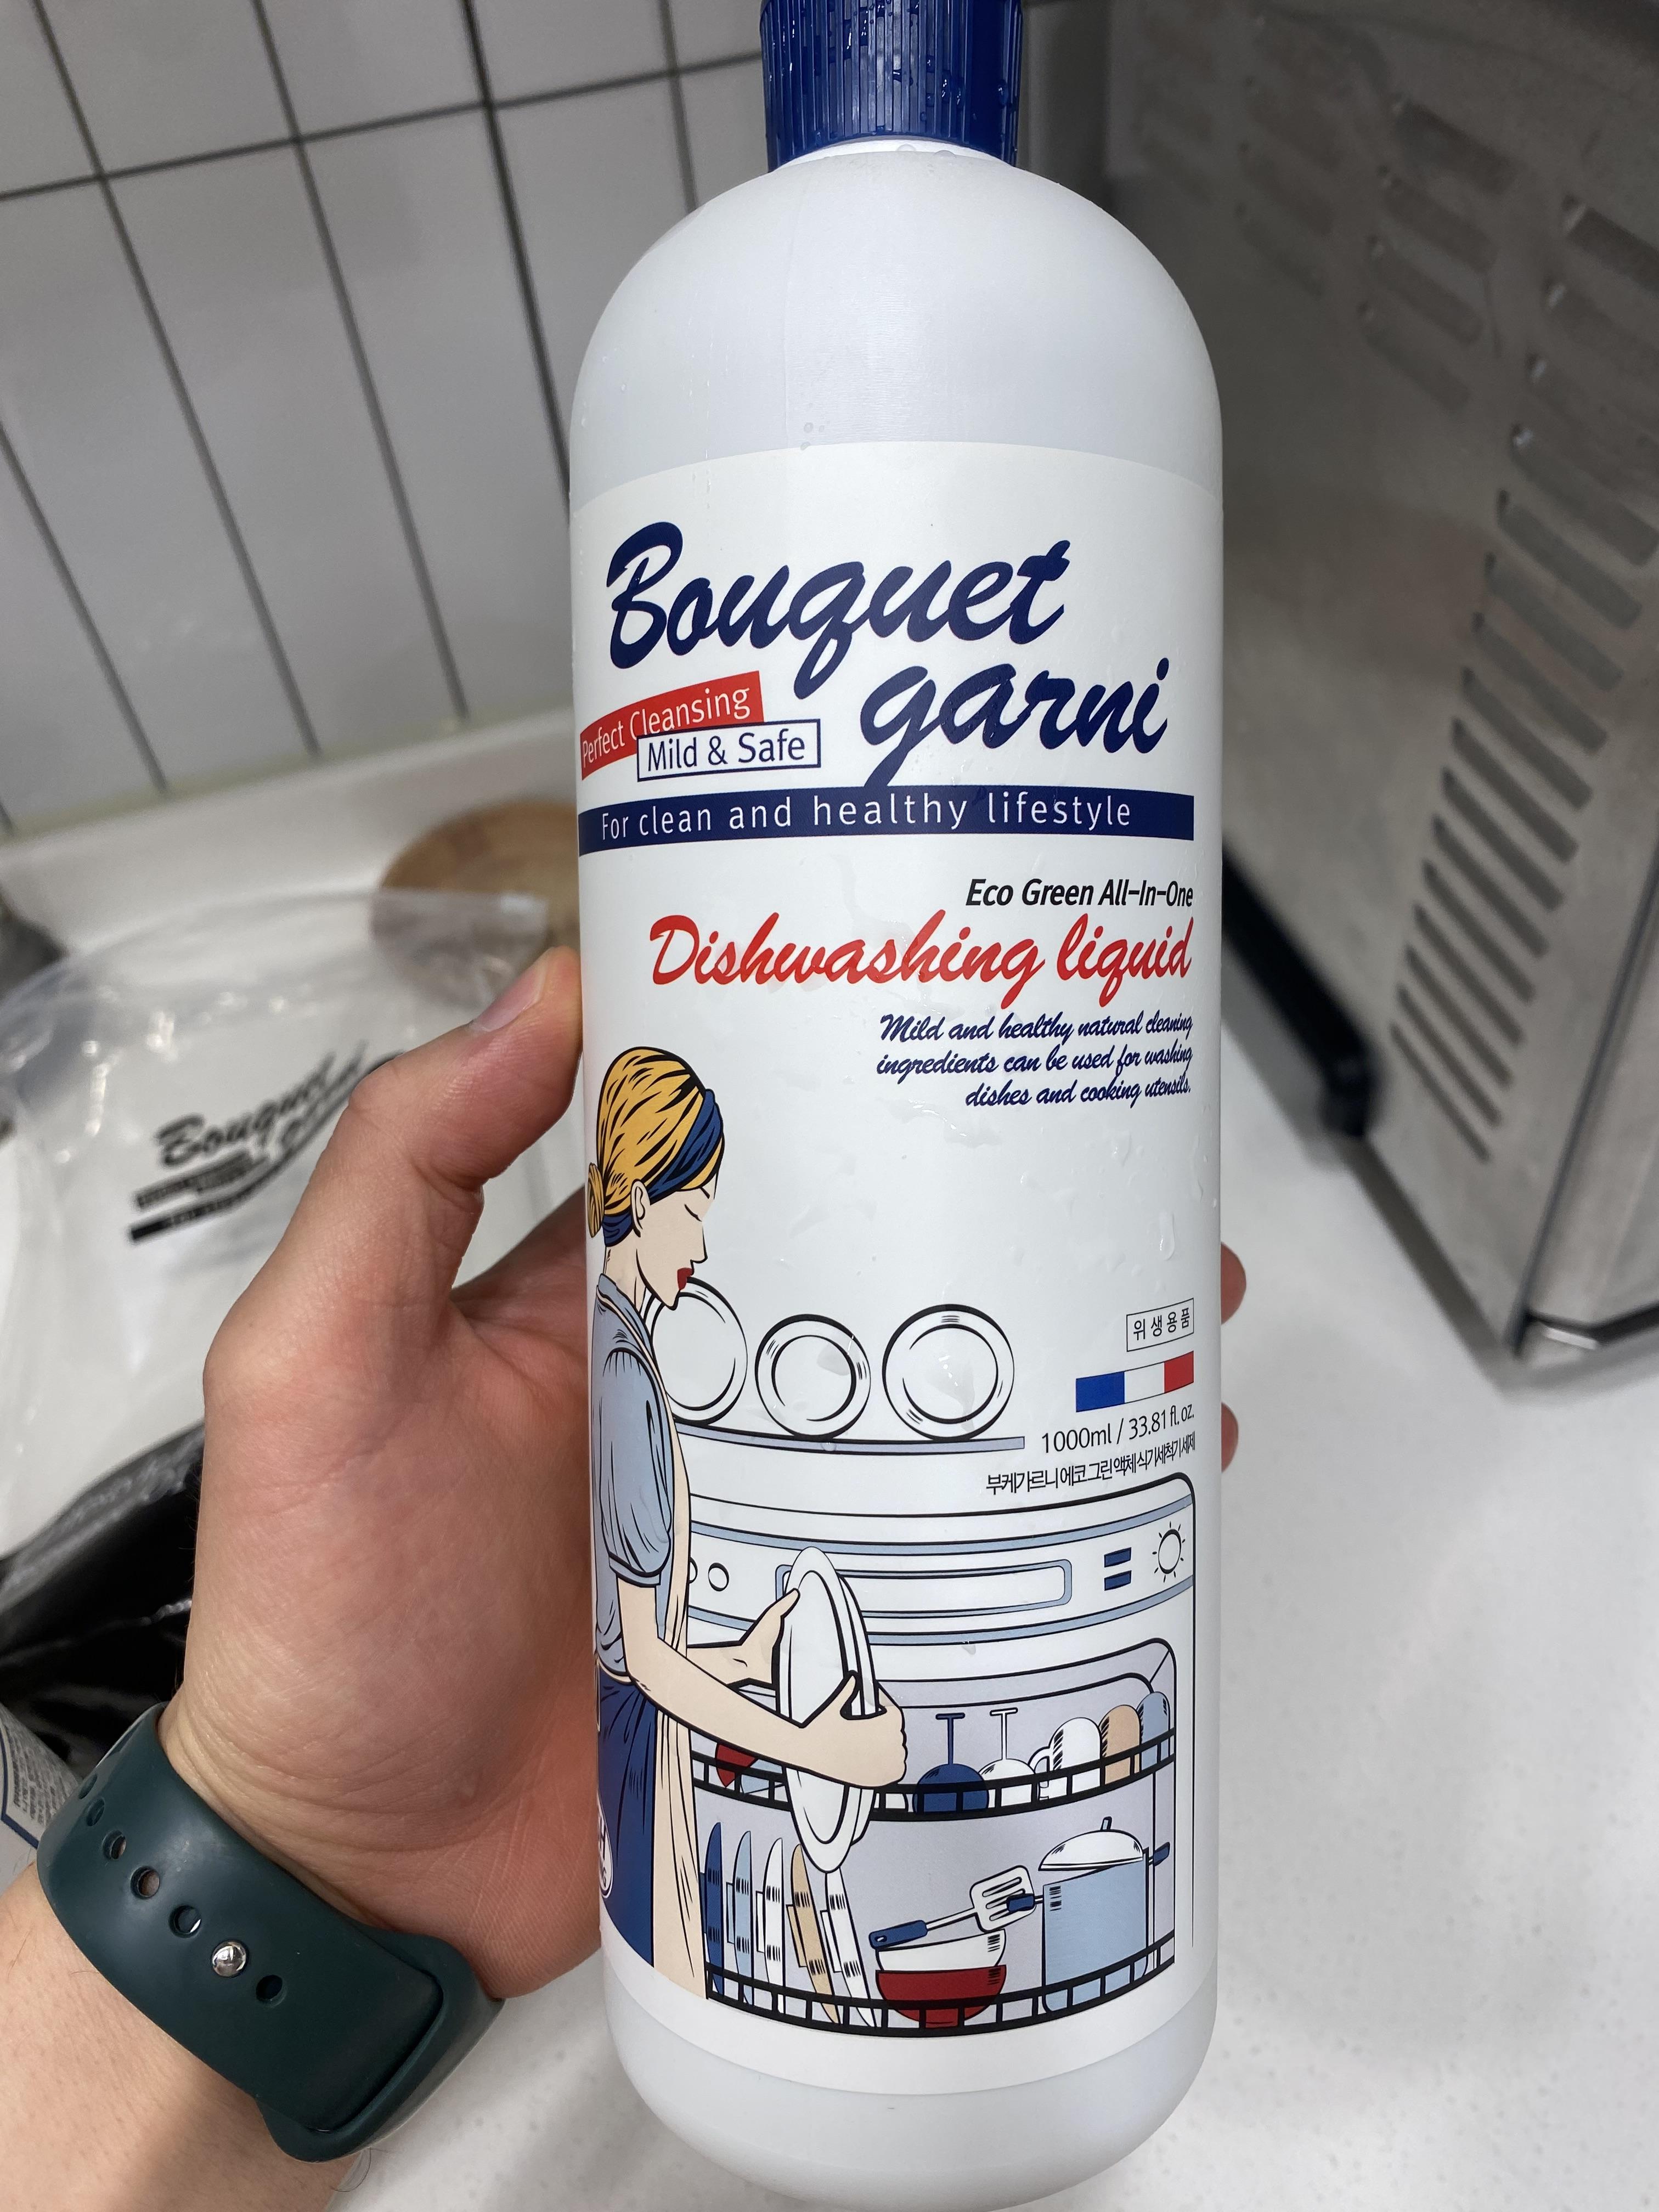 Bouquet
garni
Perfect Cleansing
Mild & Safe
For clean and healthy lifestyle
Eco Green All-In-One
Dishwashing liquid
Mild and healthy natural cleaning
ingredients can be used for washing
dishes and cooking utensils.
위생용품
1000ml / 33.81 fl. oz.
부케가르니 에코 그린 액체 식기세척기 세제
Bouquet